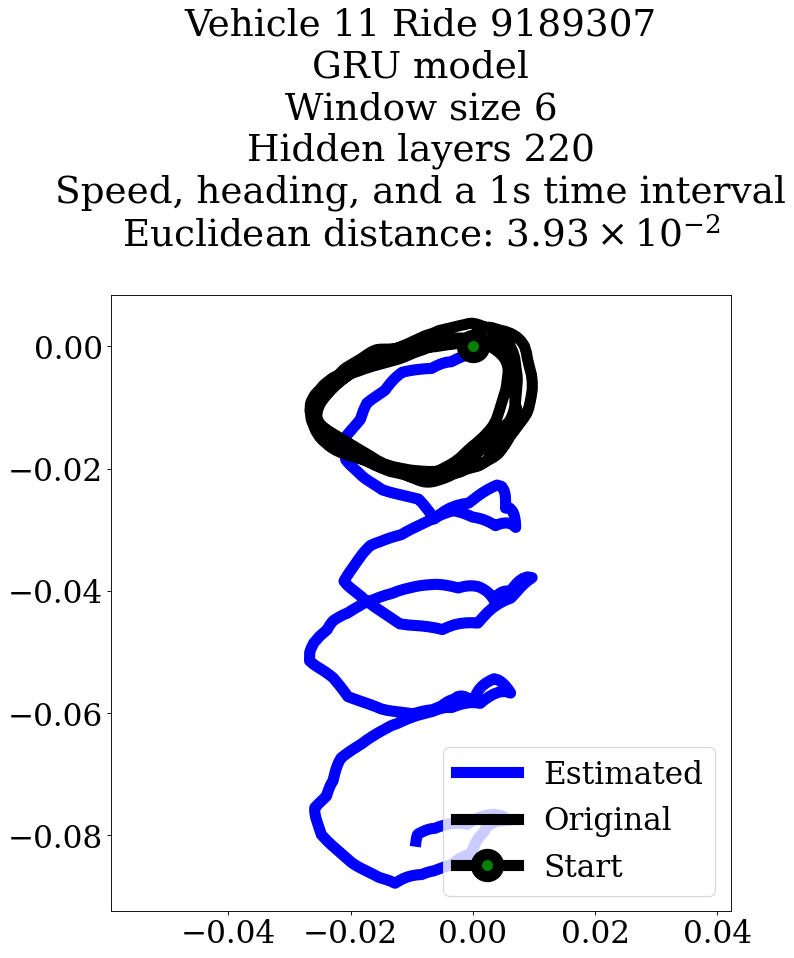 Vehicle 11 Ride 9189307
GRU model
Window size 6
Hidden layers 220
Speed, heading, and a 1s time interval
Euclidean distance: 3.93 × 10⁻²
0.00
−0.02
−0.04
−0.06
−0.08
Estimated
Original
Start
−0.04 −0.02 0.00 0.02 0.04